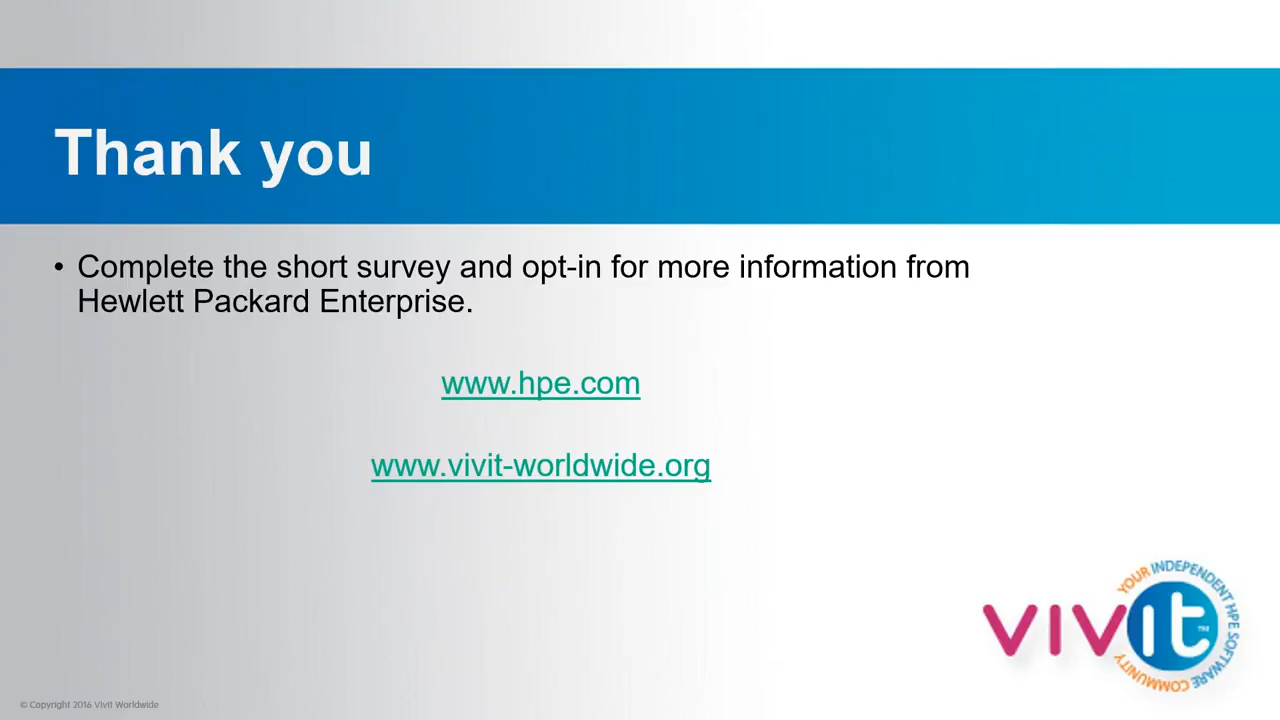 Thank you
• Complete the short survey and opt-in for more information from
Hewlett Packard Enterprise.
www.hpe.com
www.vivit-worldwide.org
YOUR INDEPENDENT HPE SOFTWARE COMMUNITY
vivit™
© Copyright 2016 Vivit Worldwide